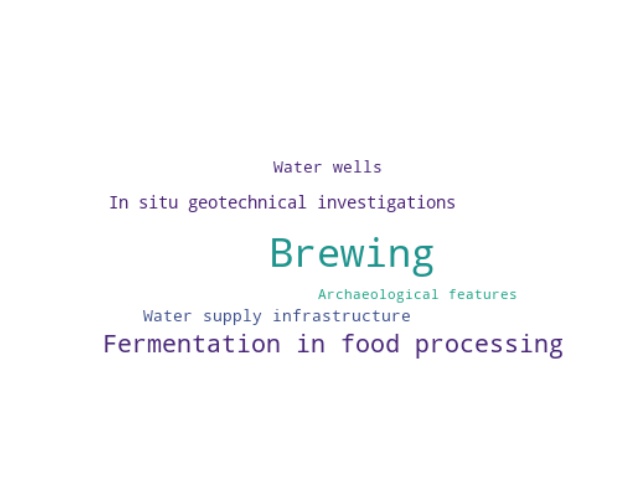 Water wells
In situ geotechnical investigations
Brewing
Archaeological features
Water supply infrastructure
Fermentation in food processing